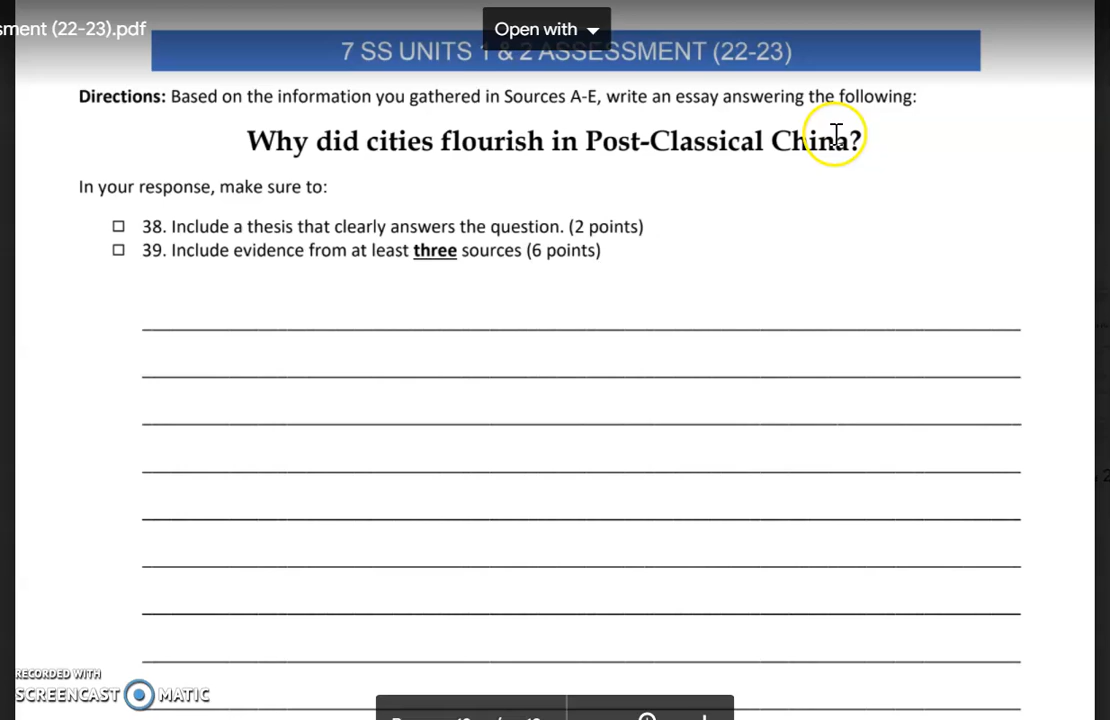 sment (22-23).pdf
Open with
7 SS UNITS 1 & 2 ASSESSMENT (22-23)
Directions: Based on the information you gathered in Sources A-E, write an essay answering the following:
Why did cities flourish in Post-Classical China?
In your response, make sure to:
38. Include a thesis that clearly answers the question. (2 points)
39. Include evidence from at least three sources (6 points)
RECORDED WITH
SCREENCAST MATIC